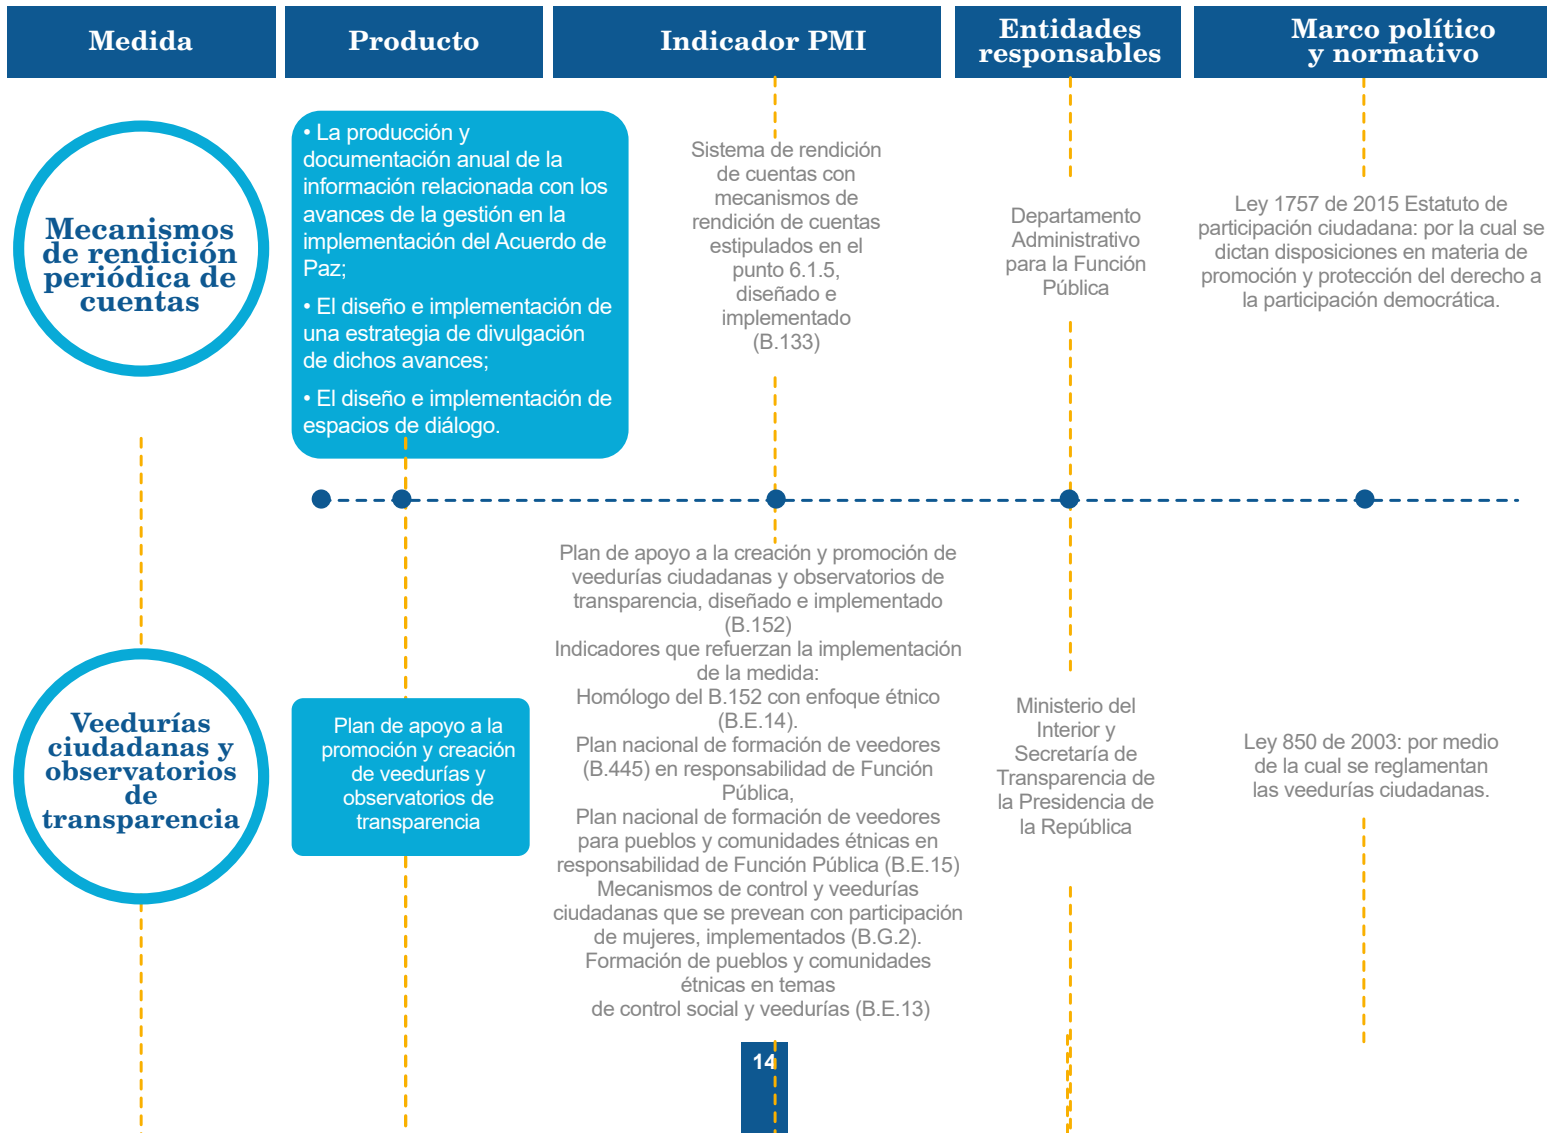 Medida
Producto
Indicador PMI
Entidades
responsables
Marco político
y normativo
Mecanismos
de rendición
periódica de
cuentas
• La producción y
documentación anual de la
información relacionada con los
avances de la gestión en la
implementación del Acuerdo de
Paz;
• El diseño e implementación de
una estrategia de divulgación
de dichos avances;
• El diseño e implementación de
espacios de diálogo.
Sistema de rendición
de cuentas con
mecanismos de
rendición de cuentas
estipulados en el
punto 6.1.5,
diseñado e
implementado
(B.133)
Departamento
Administrativo
para la Función
Pública
Ley 1757 de 2015 Estatuto de
participación ciudadana: por la cual se
dictan disposiciones en materia de
promoción y protección del derecho a
la participación democrática.
Veedurías
ciudadanas y
observatorios
de
transparencia
Plan de apoyo a la
promoción y creación
de veedurías y
observatorios de
transparencia
Plan de apoyo a la creación y promoción de
veedurías ciudadanas y observatorios de
transparencia, diseñado e implementado
(B.152)
Indicadores que refuerzan la implementación
de la medida:
Homólogo del B.152 con enfoque étnico
(B.E.14).
Plan nacional de formación de veedores
(B.445) en responsabilidad de Función
Pública,
Plan nacional de formación de veedores
para pueblos y comunidades étnicas en
responsabilidad de Función Pública (B.E.15)
Mecanismos de control y veedurías
ciudadanas que se prevean con participación
de mujeres, implementados (B.G.2).
Formación de pueblos y comunidades
étnicas en temas
de control social y veedurías (B.E.13)
Ministerio del
Interior y
Secretaría de
Transparencia de
la Presidencia de
la República
Ley 850 de 2003: por medio
de la cual se reglamentan
las veedurías ciudadanas.
14